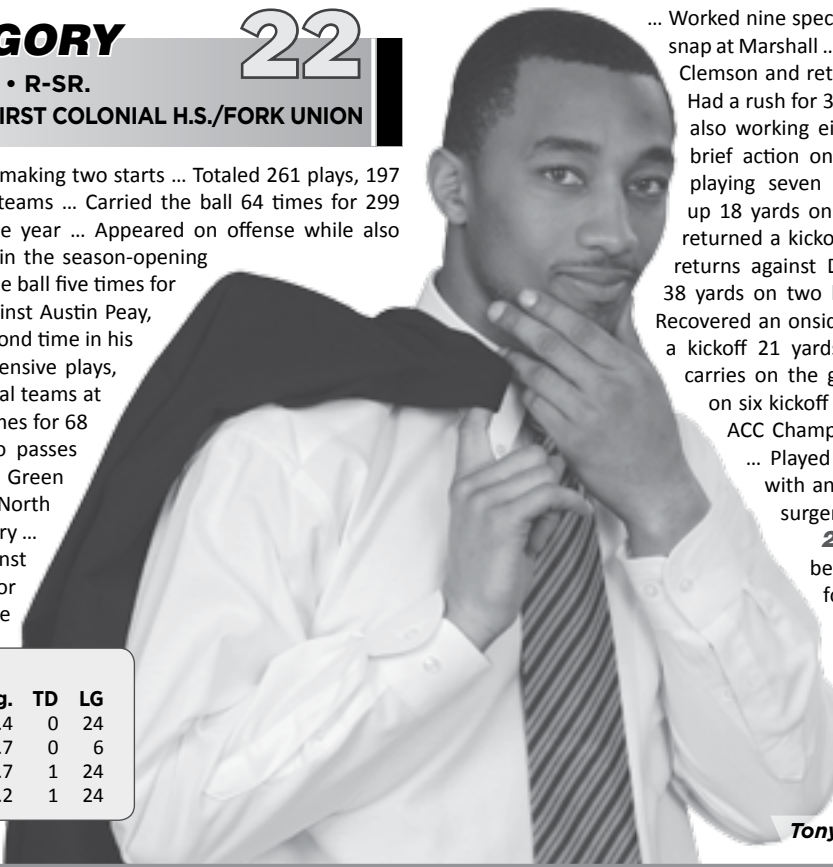 GORY
22
• R-SR.
IRST COLONIAL H.S./FORK UNION
making two starts ... Totaled 261 plays, 197
teams ... Carried the ball 64 times for 299
e year ... Appeared on offense while also
in the season-opening
e ball five times for
inst Austin Peay,
ond time in his
ensive plays,
al teams at
mes for 68
o passes
Green
North
ry ...
nst
or
e
g. TD LG
.4 0 24
.7 0 6
.7 1 24
.2 1 24
... Worked nine spec
snap at Marshall ..
Clemson and ret
Had a rush for 3
also working ei
brief action on
playing seven
up 18 yards on
returned a kicko
returns against D
38 yards on two
Recovered an onsid
a kickoff 21 yards
carries on the g
on six kickoff
ACC Champ
... Played
with an
surger
2
be
fo
Tony